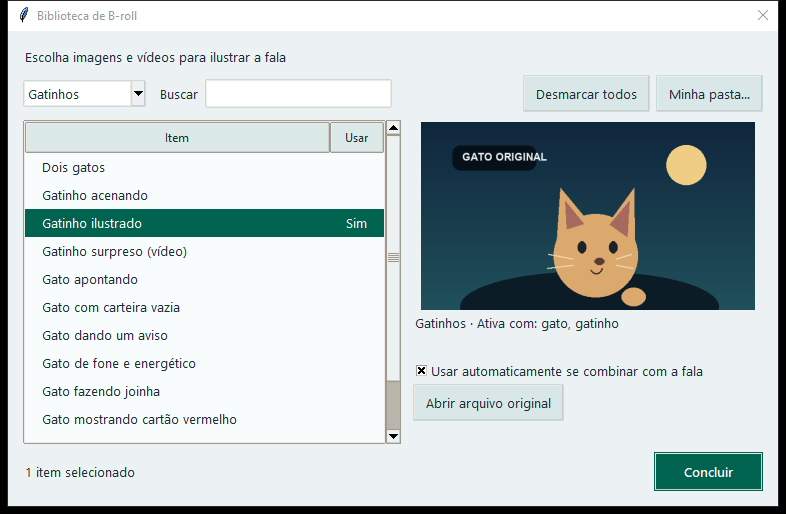 Biblioteca de B-roll
Escolha imagens e vídeos para ilustrar a fala
Gatinhos
Buscar
Desmarcar todos
Minha pasta...
Item
Usar
Dois gatos
Gatinho acenando
Gatinho ilustrado Sim
Gatinho surpreso (vídeo)
Gato apontando
Gato com carteira vazia
Gato dando um aviso
Gato de fone e energético
Gato fazendo joinha
Gato mostrando cartão vermelho
GATO ORIGINAL
Gatinhos · Ativa com: gato, gatinho
Usar automaticamente se combinar com a fala
Abrir arquivo original
1 item selecionado
Concluir